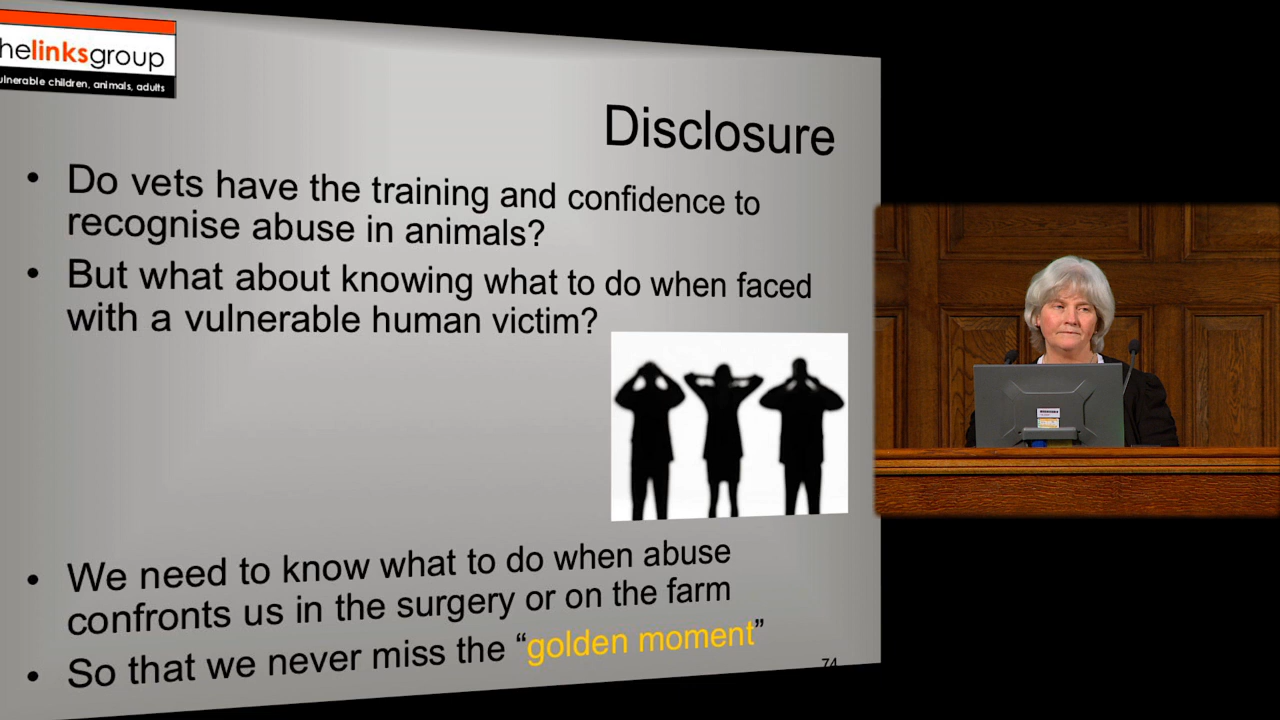 helinksgroup
ulnerable children, animals, adults
Disclosure
• Do vets have the training and confidence to
recognise abuse in animals?
• But what about knowing what to do when faced
with a vulnerable human victim?
• We need to know what to do when abuse
confronts us in the surgery or on the farm
• So that we never miss the “golden moment”
74